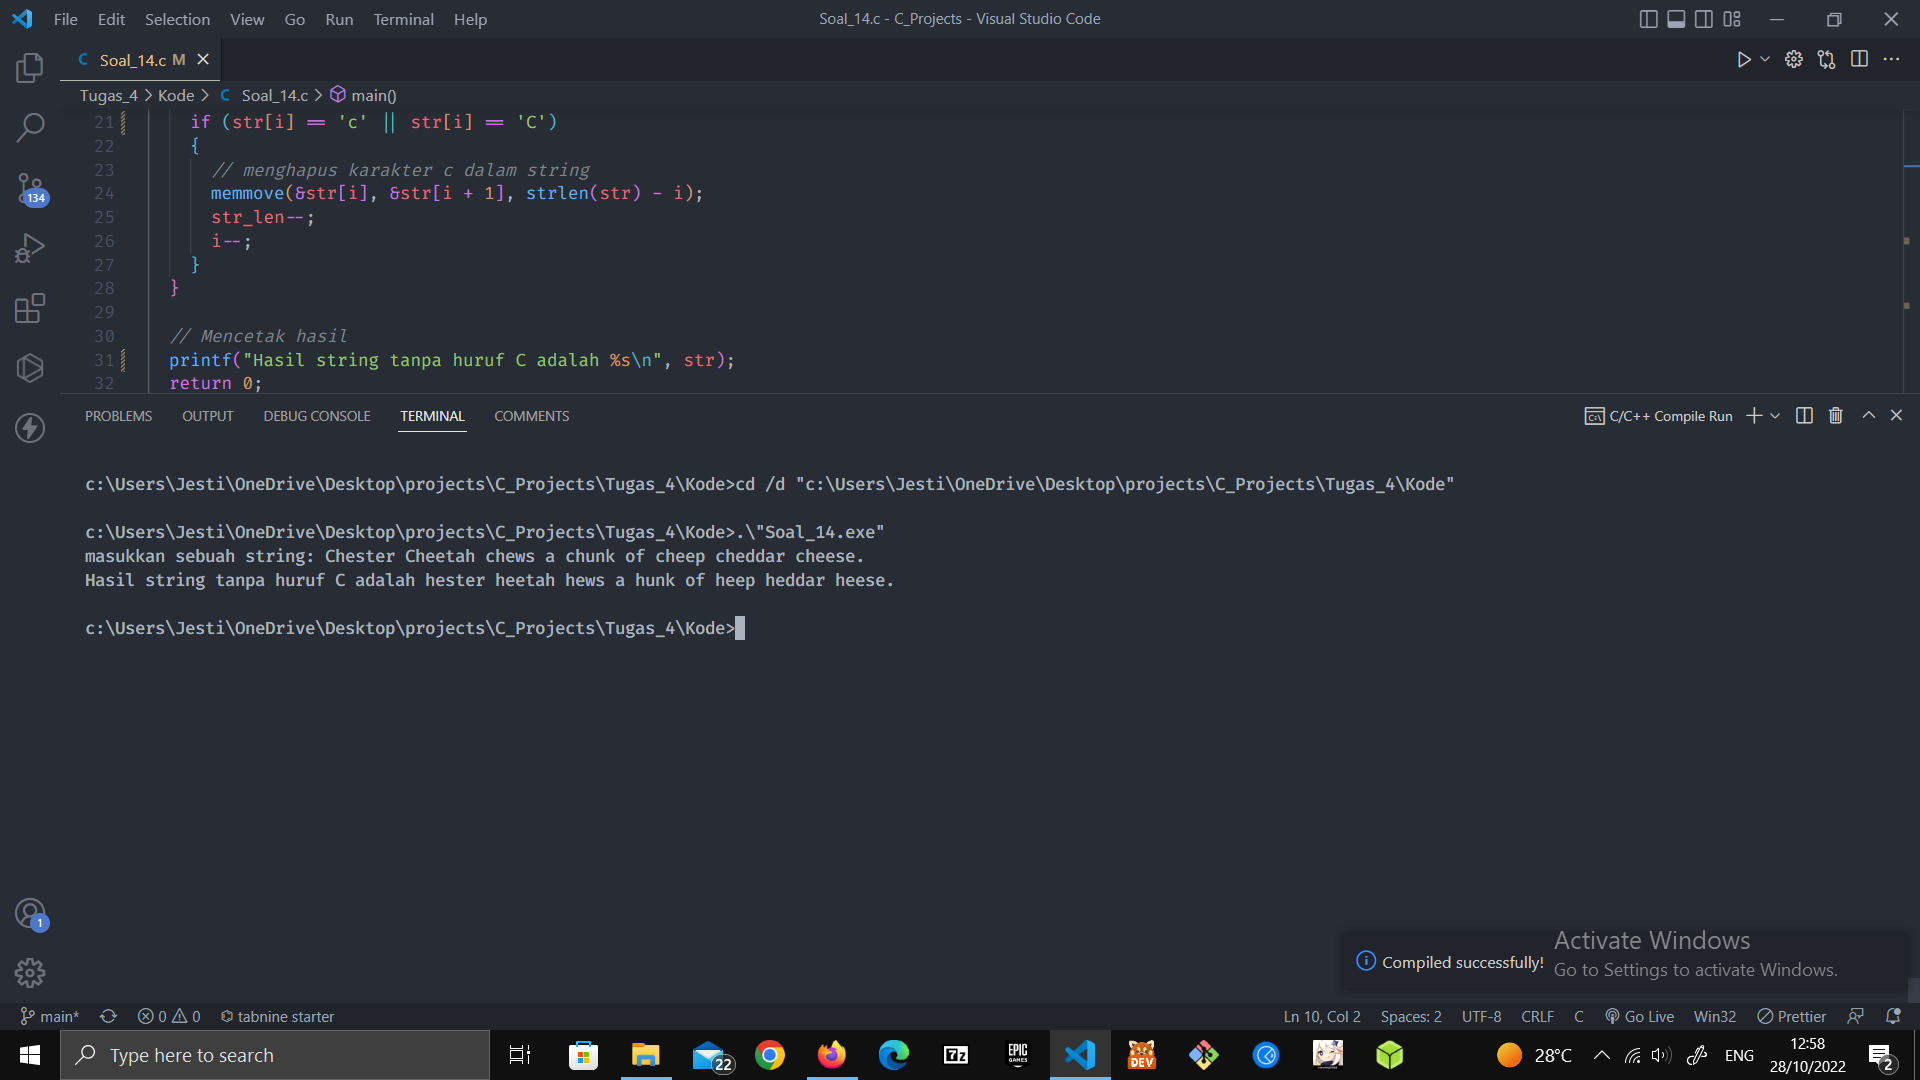 File Edit Selection View Go Run Terminal Help
Soal_14.c - C_Projects - Visual Studio Code
C Soal_14.c M
Tugas_4 > Kode > C Soal_14.c > main()
21 if (str[i] == 'c' || str[i] == 'C')
22 {
23 // menghapus karakter c dalam string
24 memmove(&str[i], &str[i + 1], strlen(str) - i);
25 str_len--;
26 i--;
27 }
28 }
29
30 // Mencetak hasil
31 printf("Hasil string tanpa huruf C adalah %s\n", str);
32 return 0;
134
PROBLEMS OUTPUT DEBUG CONSOLE TERMINAL COMMENTS
C/C++ Compile Run
c:\Users\Jesti\OneDrive\Desktop\projects\C_Projects\Tugas_4\Kode>cd /d "c:\Users\Jesti\OneDrive\Desktop\projects\C_Projects\Tugas_4\Kode"
c:\Users\Jesti\OneDrive\Desktop\projects\C_Projects\Tugas_4\Kode>.\"Soal_14.exe"
masukkan sebuah string: Chester Cheetah chews a chunk of cheep cheddar cheese.
Hasil string tanpa huruf C adalah hester heetah hews a hunk of heep heddar heese.
c:\Users\Jesti\OneDrive\Desktop\projects\C_Projects\Tugas_4\Kode>
1
Compiled successfully!
Activate Windows
Go to Settings to activate Windows.
main* 0 0 tabnine starter
Ln 10, Col 2 Spaces: 2 UTF-8 CRLF C Go Live Win32 Prettier
Type here to search
22
7z
EPIC GAMES
DEV
28°C
ENG
12:58
28/10/2022
2